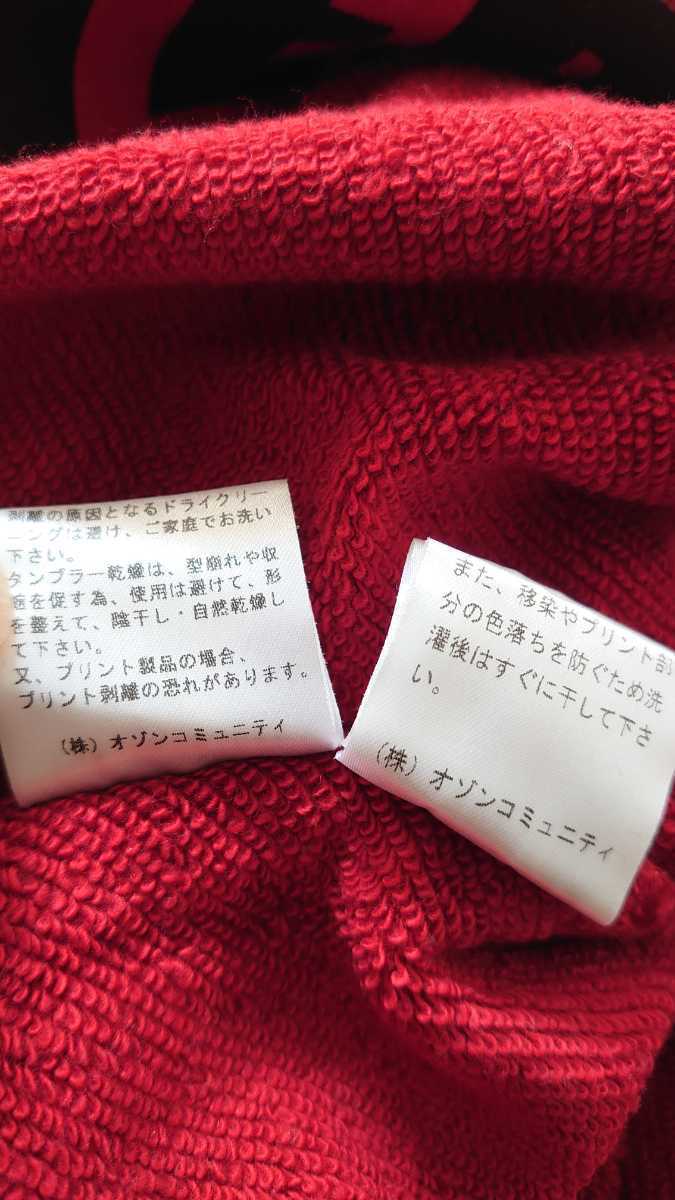 剥離の原因となるドライクリー
ニングは避け、ご家庭でお洗い
下さい。
タンブラー乾燥は、型崩れや収
を促す為、使用は避けて、形
を整えて、陰干し・自然乾燥し
て下さい。
又、プリント製品の場合、
プリント剥離の恐れがあります。
（株）オゾンコミュニティ
また、移染やプリント部
分の色落ちを防ぐため洗
濯後はすぐに干して下さ
い。
（株）オゾンコミュニティ